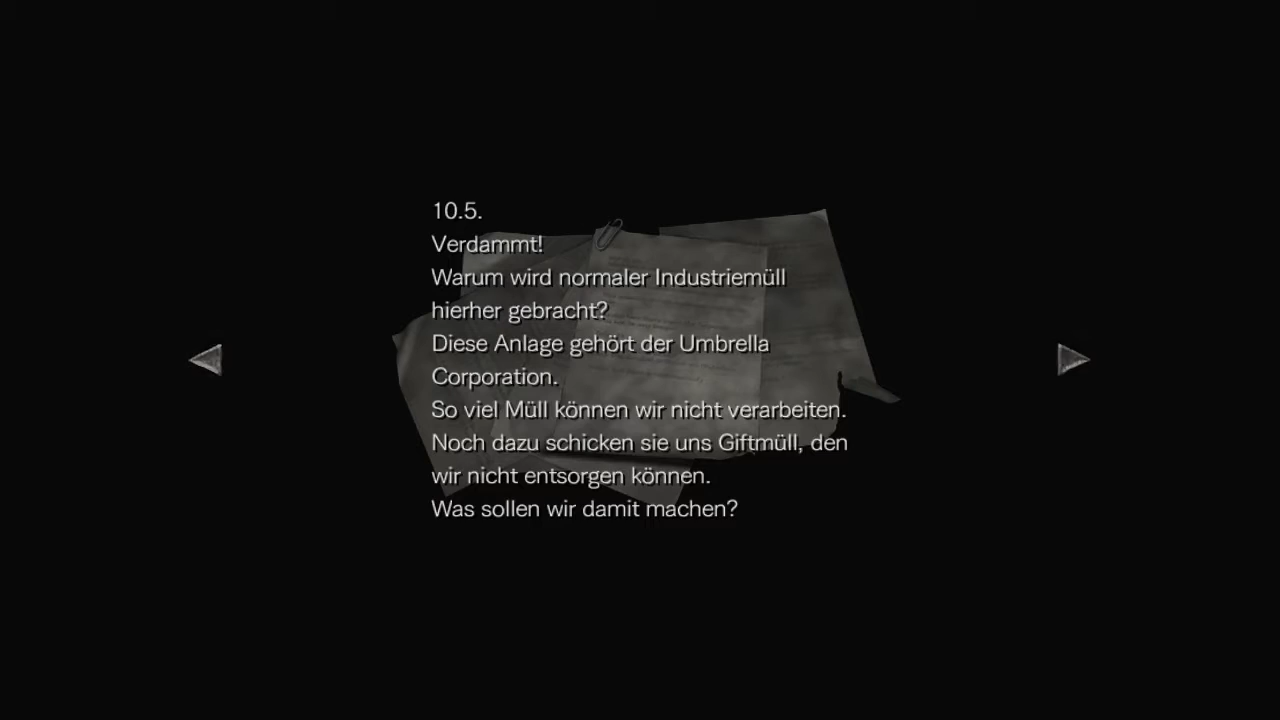 10.5.
Verdammt!
Warum wird normaler Industriemüll
hierher gebracht?
Diese Anlage gehört der Umbrella
Corporation.
So viel Müll können wir nicht verarbeiten.
Noch dazu schicken sie uns Giftmüll, den
wir nicht entsorgen können.
Was sollen wir damit machen?